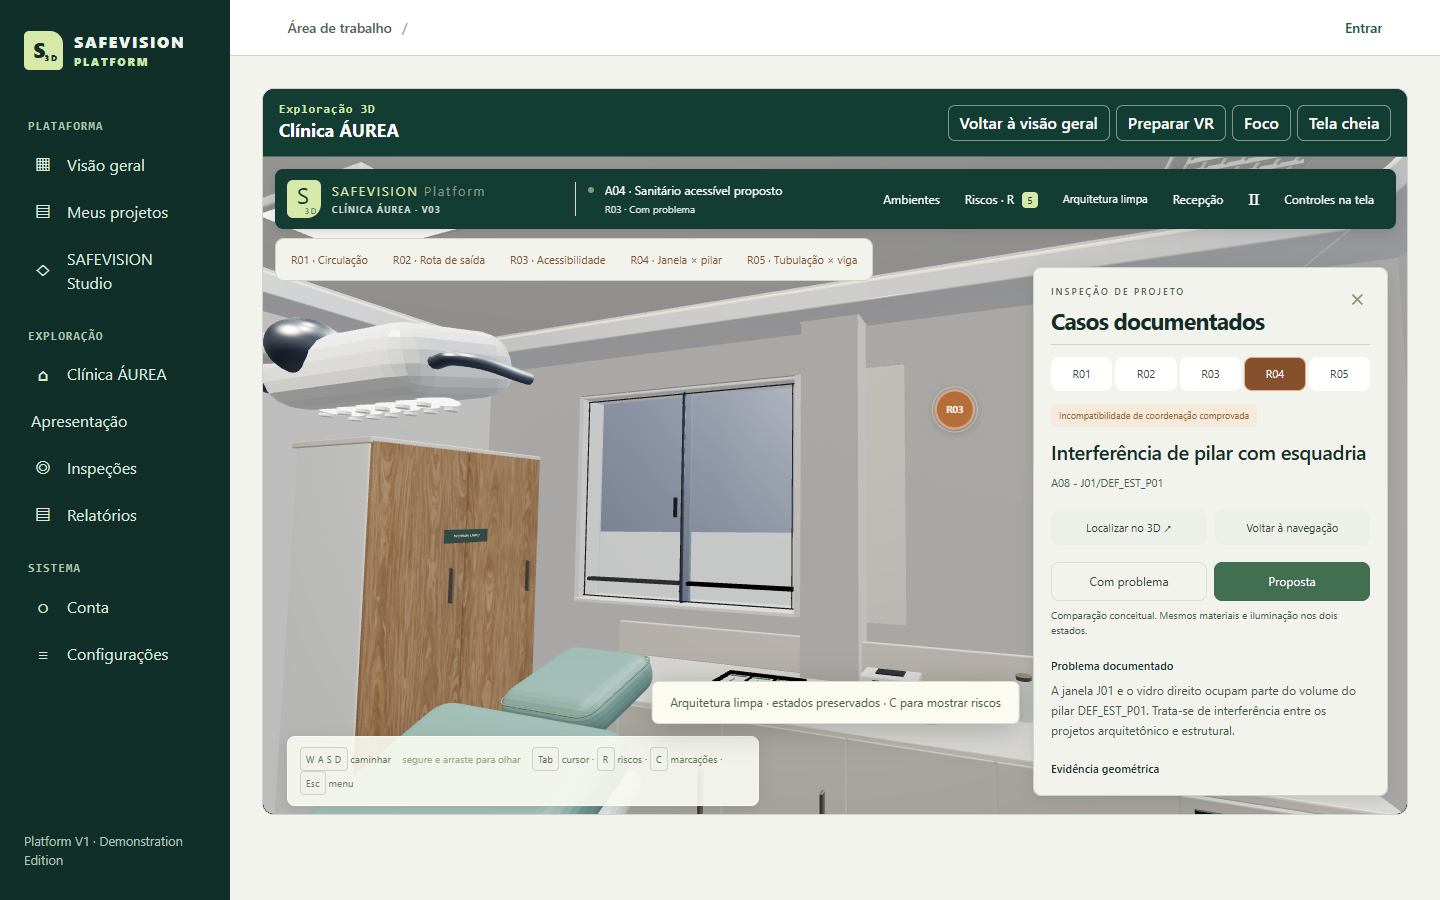 S3D
SAFEVISION
PLATFORM
PLATAFORMA
Visão geral
Meus projetos
SAFEVISION
Studio
EXPLORAÇÃO
Clínica ÁUREA
Apresentação
Inspeções
Relatórios
SISTEMA
Conta
Configurações
Platform V1 · Demonstration
Edition
Área de trabalho /
Entrar
Exploração 3D
Clínica ÁUREA
Voltar à visão geral
Preparar VR
Foco
Tela cheia
S
3D
SAFEVISION Platform
CLÍNICA ÁUREA · V03
A04 · Sanitário acessível proposto
R03 · Com problema
Ambientes
Riscos · R 5
Arquitetura limpa
Recepção
Controles na tela
R01 · Circulação
R02 · Rota de saída
R03 · Acessibilidade
R04 · Janela × pilar
R05 · Tubulação × viga
R03
INSPEÇÃO DE PROJETO
Casos documentados
R01
R02
R03
R04
R05
Incompatibilidade de coordenação comprovada
Interferência de pilar com esquadria
A08 - J01/DEF_EST_P01
Localizar no 3D ↗
Voltar à navegação
Com problema
Proposta
Comparação conceitual. Mesmos materiais e iluminação nos dois
estados.
Problema documentado
A janela J01 e o vidro direito ocupam parte do volume do
pilar DEF_EST_P01. Trata-se de interferência entre os
projetos arquitetônico e estrutural.
Evidência geométrica
Arquitetura limpa · estados preservados · C para mostrar riscos
W A S D caminhar segure e arraste para olhar Tab cursor · R riscos · C marcações ·
Esc menu